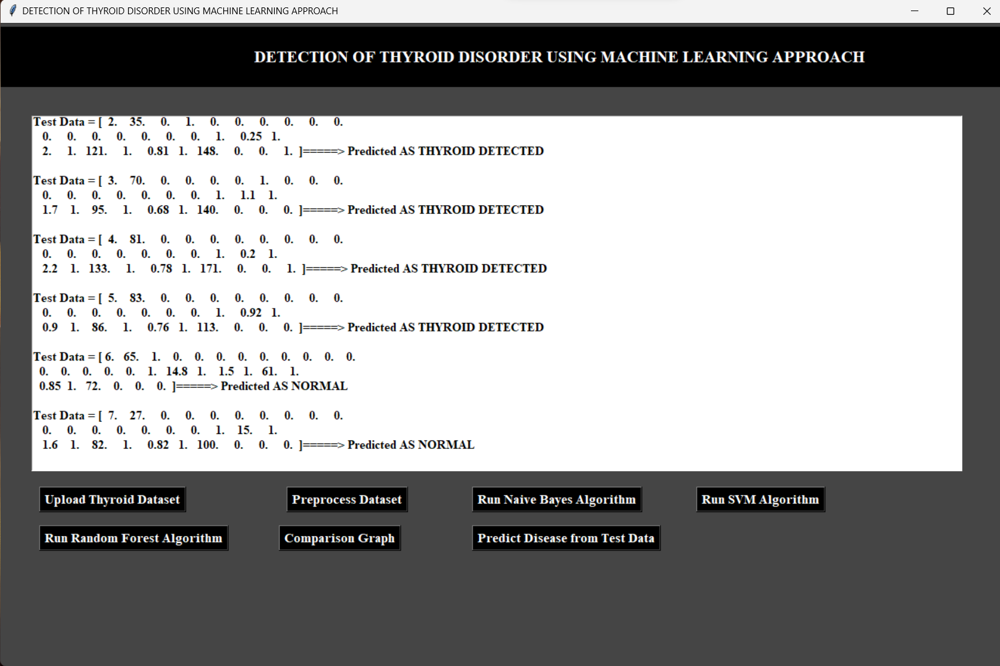 DETECTION OF THYROID DISORDER USING MACHINE LEARNING APPROACH
DETECTION OF THYROID DISORDER USING MACHINE LEARNING APPROACH
Test Data = [ 2. 35. 0. 1. 0. 0. 0. 0. 0. 0.
0. 0. 0. 0. 0. 0. 0. 1. 0.25 1.
2. 1. 121. 1. 0.81 1. 148. 0. 0. 1. ]=====> Predicted AS THYROID DETECTED
Test Data = [ 3. 70. 0. 0. 0. 0. 1. 0. 0. 0.
0. 0. 0. 0. 0. 0. 0. 1. 1.1 1.
1.7 1. 95. 1. 0.68 1. 140. 0. 0. 0. ]=====> Predicted AS THYROID DETECTED
Test Data = [ 4. 81. 0. 0. 0. 0. 0. 0. 0. 0.
0. 0. 0. 0. 0. 0. 0. 1. 0.2 1.
2.2 1. 133. 1. 0.78 1. 171. 0. 0. 1. ]=====> Predicted AS THYROID DETECTED
Test Data = [ 5. 83. 0. 0. 0. 0. 0. 0. 0. 0.
0. 0. 0. 0. 0. 0. 0. 1. 0.92 1.
0.9 1. 86. 1. 0.76 1. 113. 0. 0. 0. ]=====> Predicted AS THYROID DETECTED
Test Data = [ 6. 65. 1. 0. 0. 0. 0. 0. 0. 0. 0. 0.
0. 0. 0. 0. 0. 1. 14.8 1. 1.5 1. 61. 1.
0.85 1. 72. 0. 0. 0. ]=====> Predicted AS NORMAL
Test Data = [ 7. 27. 0. 0. 0. 0. 0. 0. 0. 0.
0. 0. 0. 0. 0. 0. 0. 1. 15. 1.
1.6 1. 82. 1. 0.82 1. 100. 0. 0. 0. ]=====> Predicted AS NORMAL
Upload Thyroid Dataset
Preprocess Dataset
Run Naive Bayes Algorithm
Run SVM Algorithm
Run Random Forest Algorithm
Comparison Graph
Predict Disease from Test Data